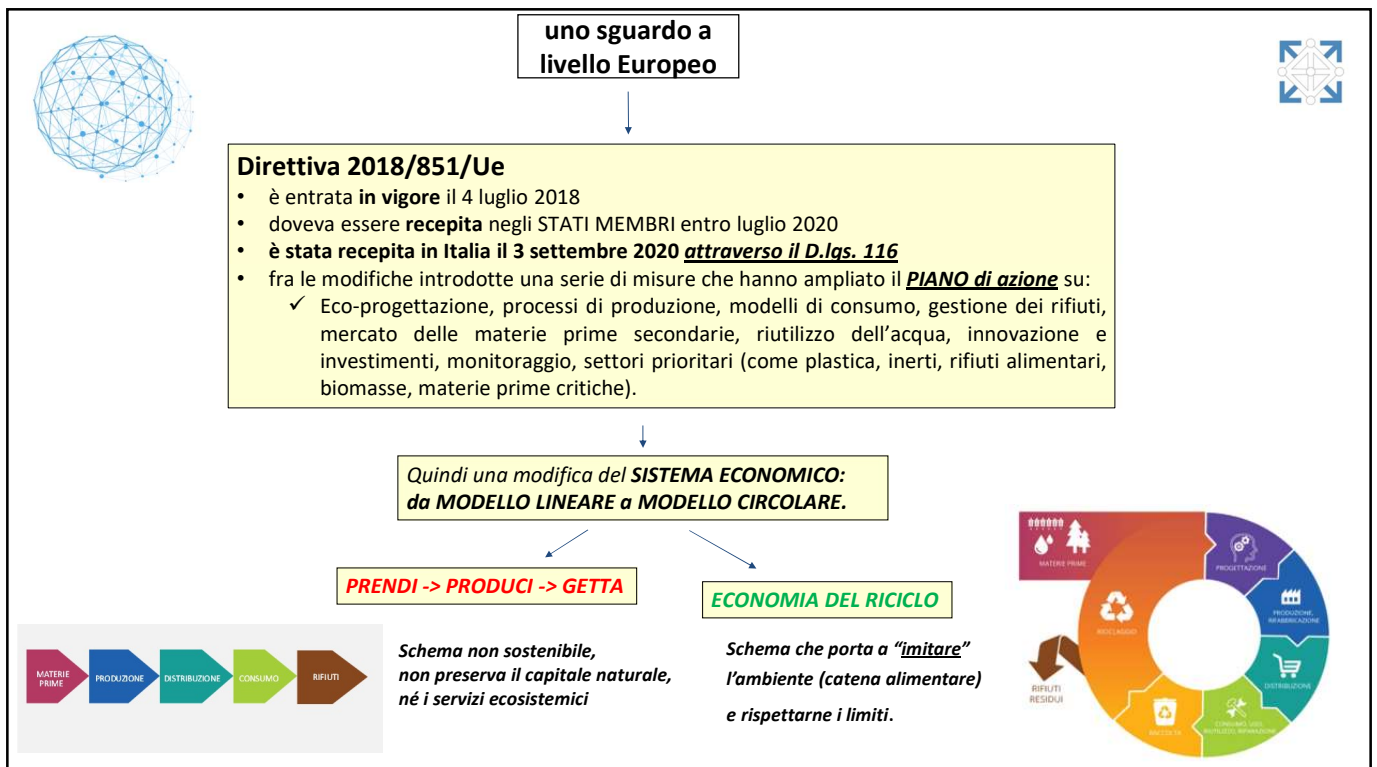 uno sguardo a
livello Europeo
Direttiva 2018/851/Ue
• è entrata in vigore il 4 luglio 2018
• doveva essere recepita negli STATI MEMBRI entro luglio 2020
• è stata recepita in Italia il 3 settembre 2020 attraverso il D.lgs. 116
• fra le modifiche introdotte una serie di misure che hanno ampliato il PIANO di azione su:
✓ Eco-progettazione, processi di produzione, modelli di consumo, gestione dei rifiuti,
mercato delle materie prime secondarie, riutilizzo dell'acqua, innovazione e
investimenti, monitoraggio, settori prioritari (come plastica, inerti, rifiuti alimentari,
biomasse, materie prime critiche).
Quindi una modifica del SISTEMA ECONOMICO:
da MODELLO LINEARE a MODELLO CIRCOLARE.
PRENDI -> PRODUCI -> GETTA
ECONOMIA DEL RICICLO
MATERIE
PRIME
PRODUZIONE
DISTRIBUZIONE
CONSUMO
RIFIUTI
Schema non sostenibile,
non preserva il capitale naturale,
né i servizi ecosistemici
Schema che porta a "imitare"
l'ambiente (catena alimentare)
e rispettarne i limiti.
MATERIE PRIME
PROGETTAZIONE
PRODUZIONE,
RIFABBRICAZIONE
DISTRIBUZIONE
CONSUMO, USO,
RIUTILIZZO, RIPARAZIONE
RACCOLTA
RICICLAGGIO
RIFIUTI
RESIDUI